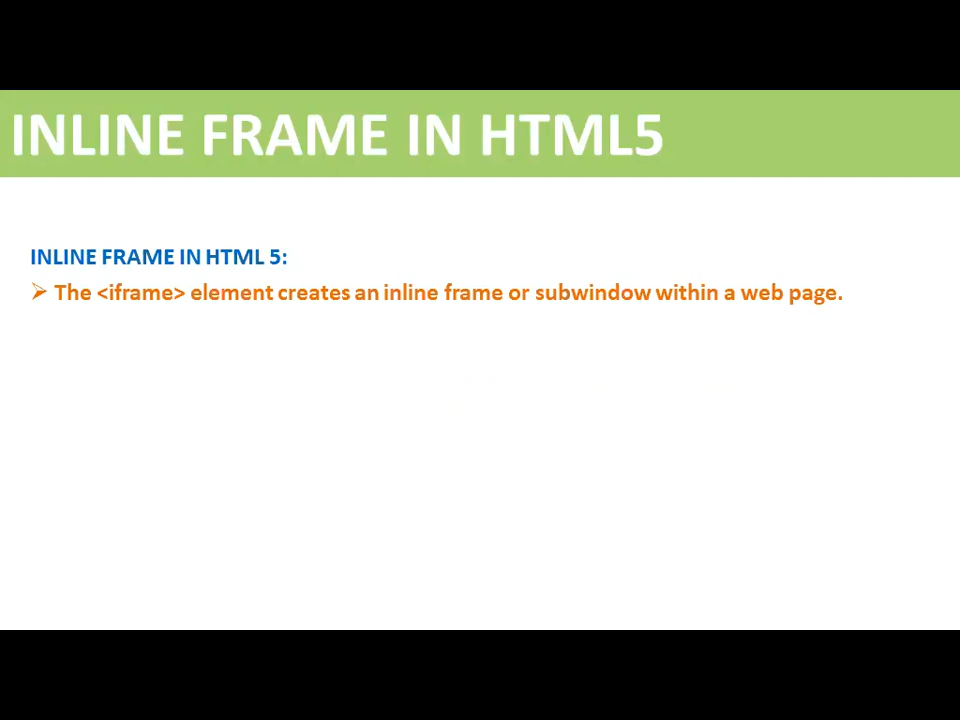 INLINE FRAME IN HTML5
INLINE FRAME IN HTML 5:
➢ The <iframe> element creates an inline frame or subwindow within a web page.